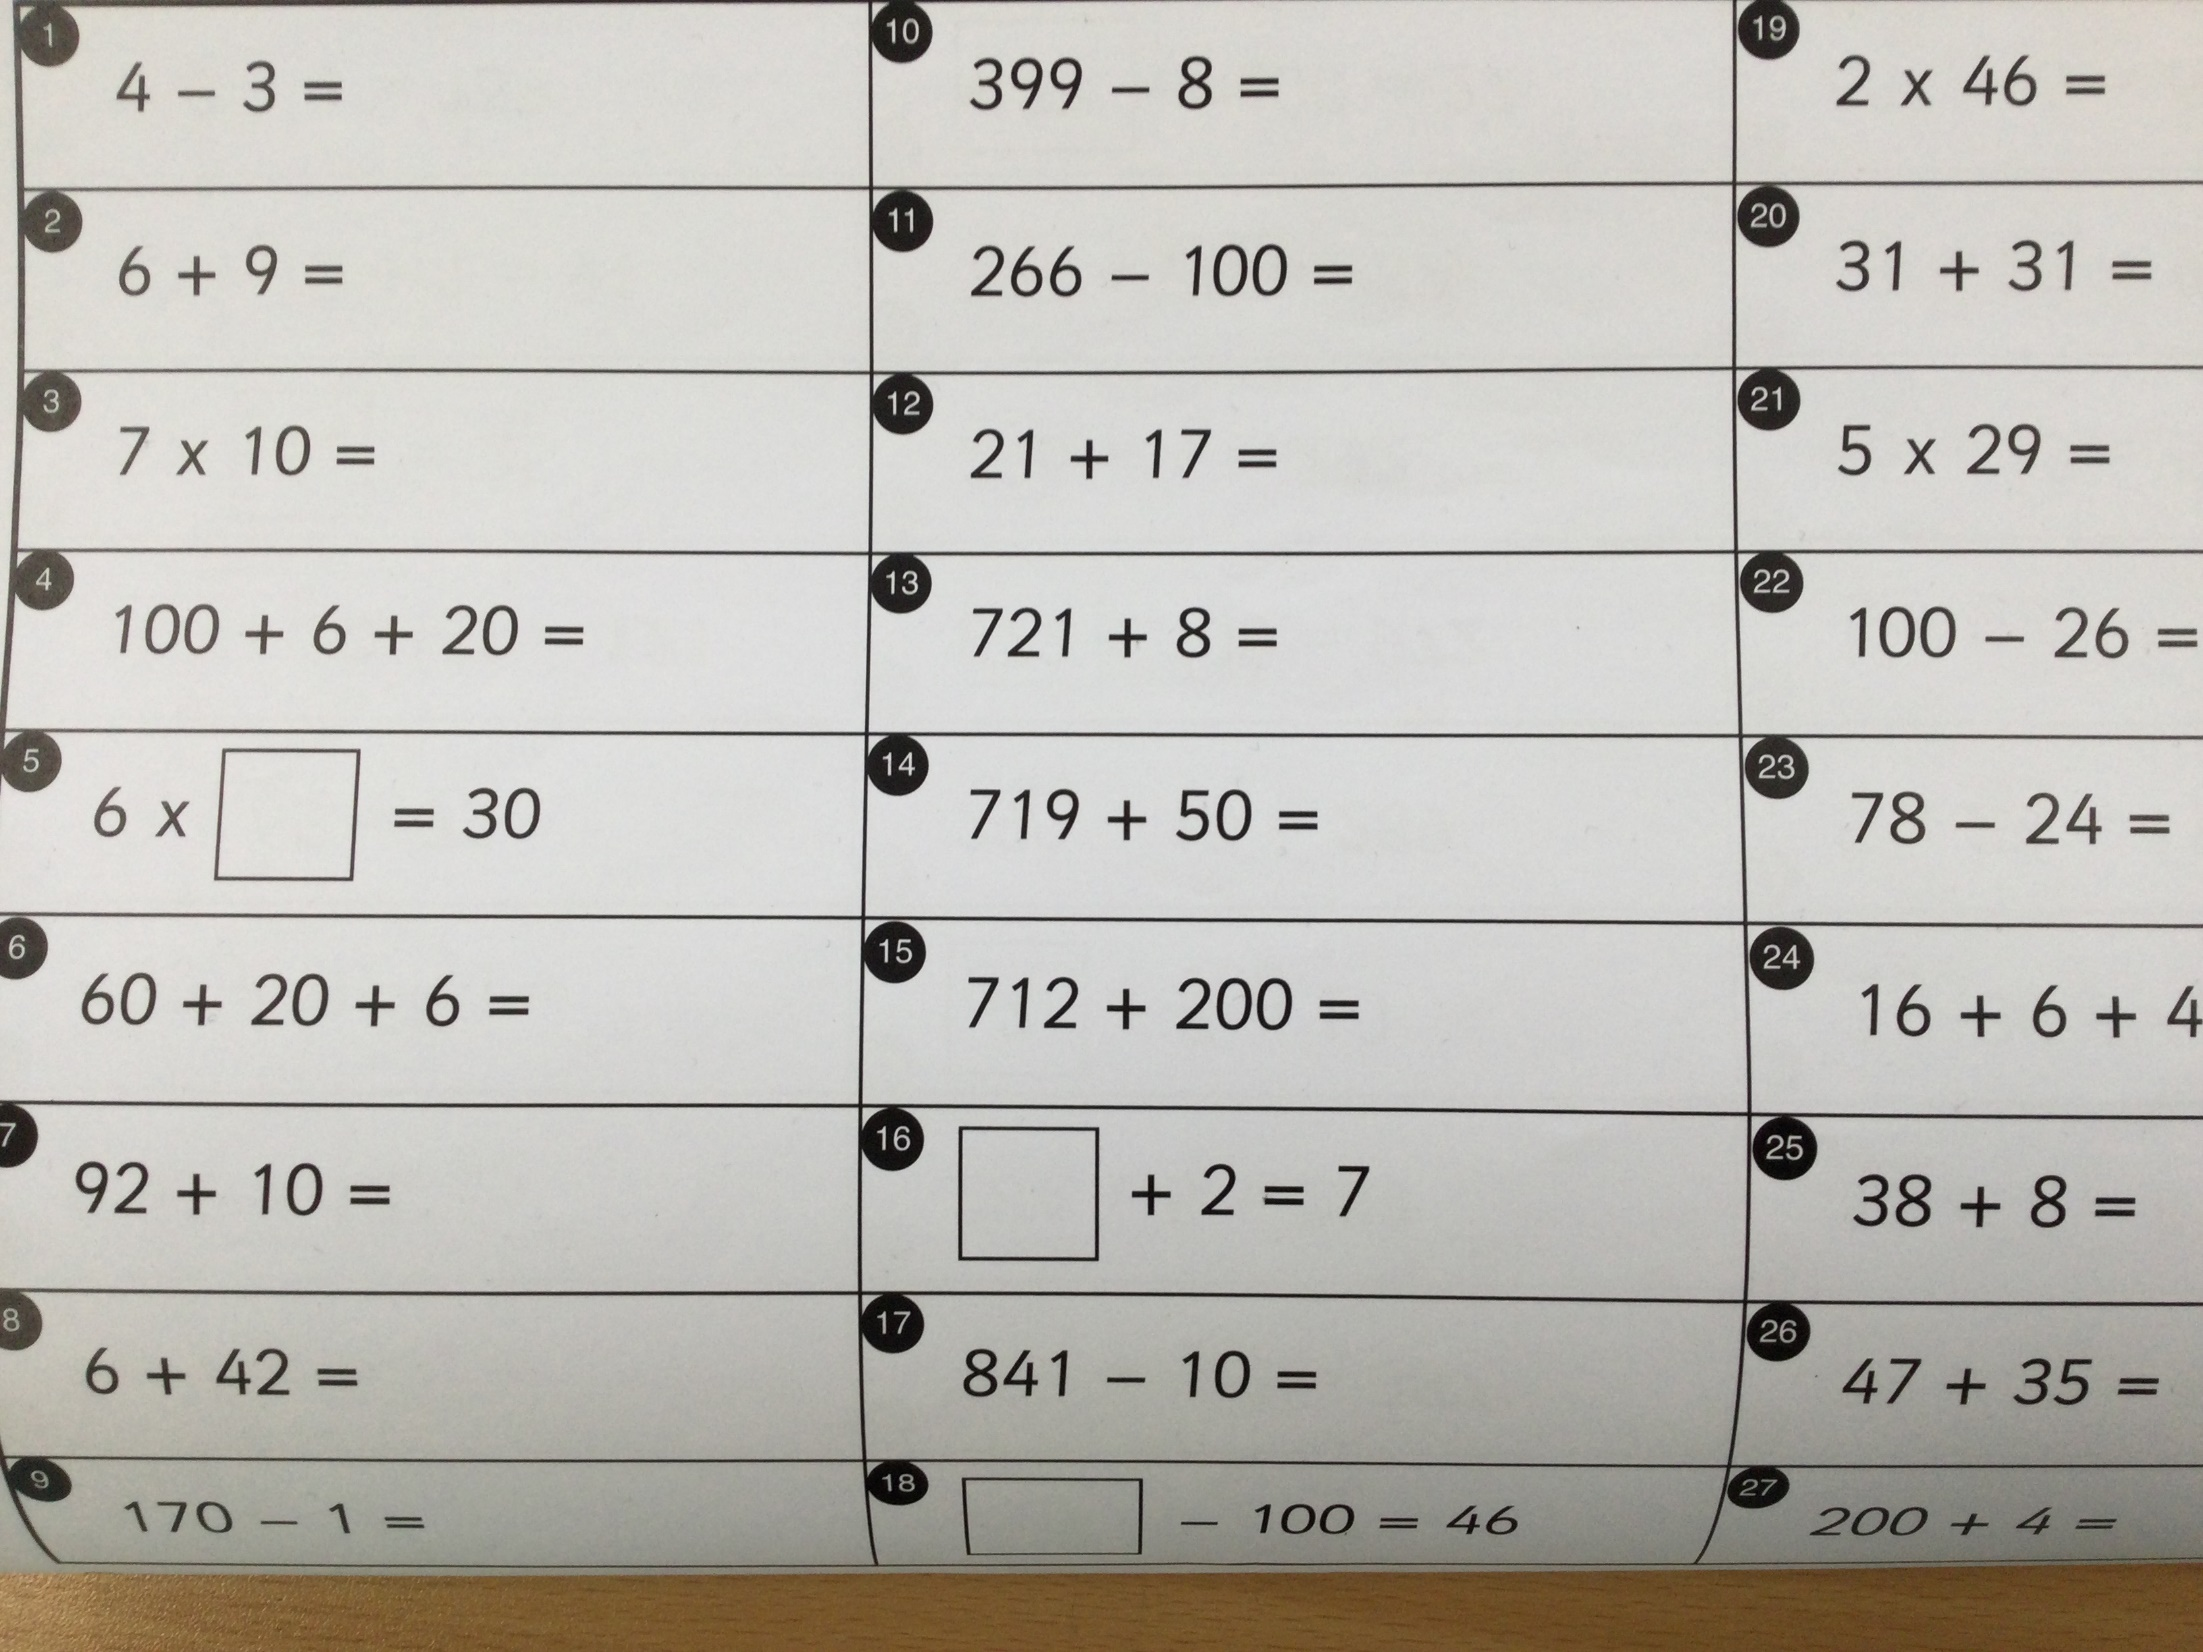 1
4 – 3 =
2
6 + 9 =
3
7 x 10 =
4
100 + 6 + 20 =
5
6 x = 30
6
60 + 20 + 6 =
7
92 + 10 =
8
6 + 42 =
9
170 – 1 =
10
399 – 8 =
11
266 – 100 =
12
21 + 17 =
13
721 + 8 =
14
719 + 50 =
15
712 + 200 =
16
+ 2 = 7
17
841 – 10 =
18
– 100 = 46
19
2 x 46 =
20
31 + 31 =
21
5 x 29 =
22
100 – 26 =
23
78 – 24 =
24
16 + 6 + 4
25
38 + 8 =
26
47 + 35 =
27
200 + 4 =